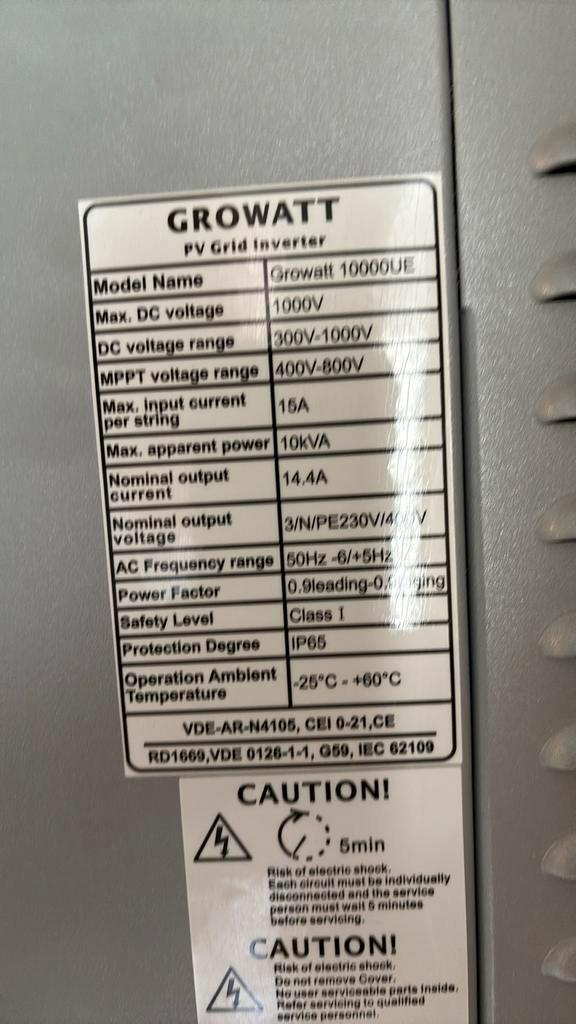 GROWATT
PV Grid Inverter
Model Name Growatt 10000UE
Max. DC voltage 1000V
DC voltage range 300V-1000V
MPPT voltage range 400V-800V
Max. input current per string 15A
Max. apparent power 10kVA
Nominal output current 14.4A
Nominal output voltage 3/N/PE230V/4
AC Frequency range 50Hz -6/+5Hz
Power Factor 0.9leading-0.
Safety Level Class I
Protection Degree IP65
Operation Ambient Temperature -25°C - +60°C
VDE-AR-N4105, CEI 0-21,CE
RD1669,VDE 0126-1-1, G59, IEC 62109
CAUTION!
5min
Risk of electric shock.
Each circuit must be individually
disconnected and the service
person must wait 5 minutes
before servicing.
CAUTION!
Risk of electric shock.
Do not remove Cover.
No user serviceable parts Inside.
Refer servicing to qualified
service personnel.